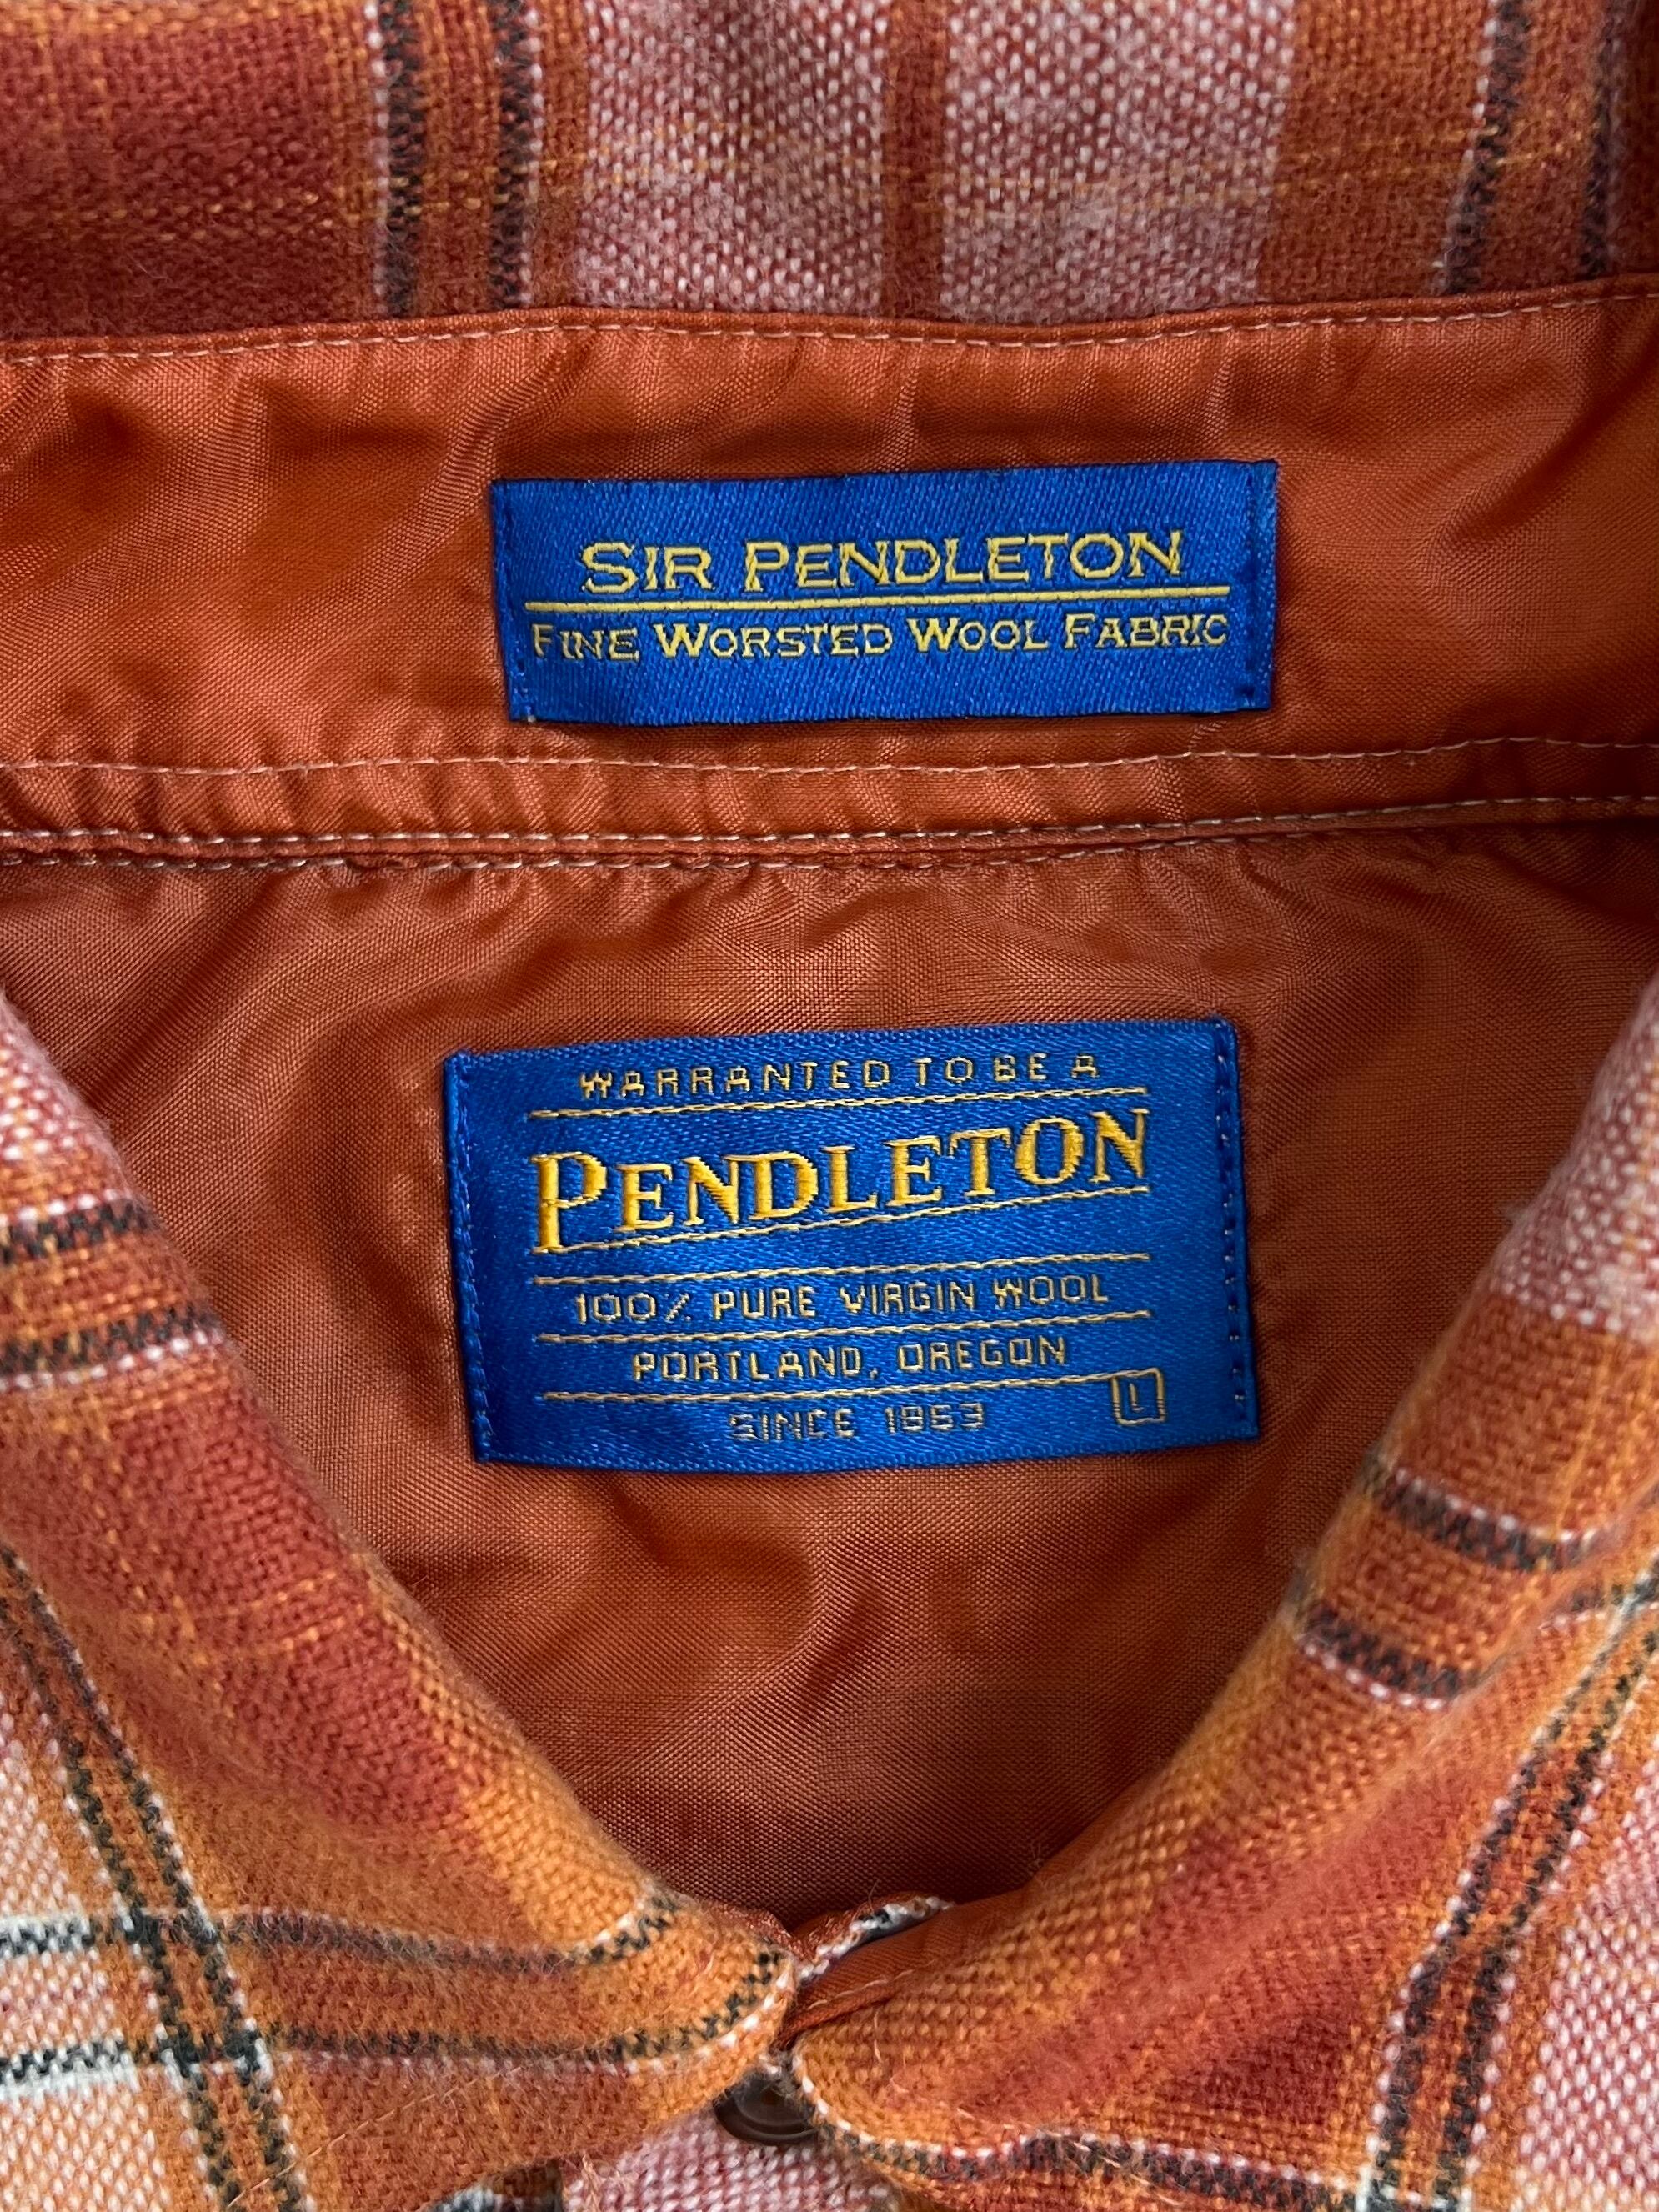 SIR PENDLETON
FINE WORSTED WOOL FABRIC
WARRANTED TO BE A
PENDLETON
100% PURE VIRGIN WOOL
PORTLAND, OREGON
SINCE 1863
L